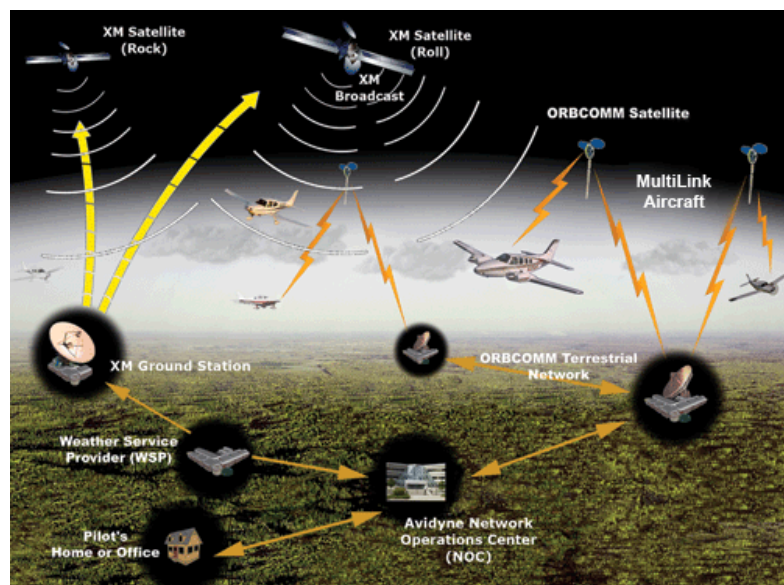 XM Satellite
(Rock)
XM Satellite
(Roll)
XM
Broadcast
ORBCOMM Satellite
MultiLink
Aircraft
XM Ground Station
ORBCOMM Terrestrial
Network
Weather Service
Provider (WSP)
Avidyne Network
Operations Center
(NOC)
Pilot's
Home or Office